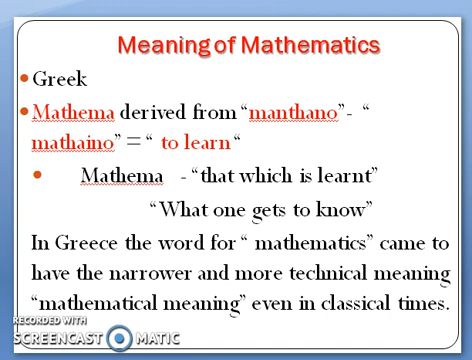 Meaning of Mathematics
Greek
Mathema derived from “manthano”- “
mathaino” = “ to learn “
Mathema - “that which is learnt”
“What one gets to know”
In Greece the word for “ mathematics” came to
have the narrower and more technical meaning
“mathematical meaning” even in classical times.
RECORDED WITH
SCREENCAST MATIC